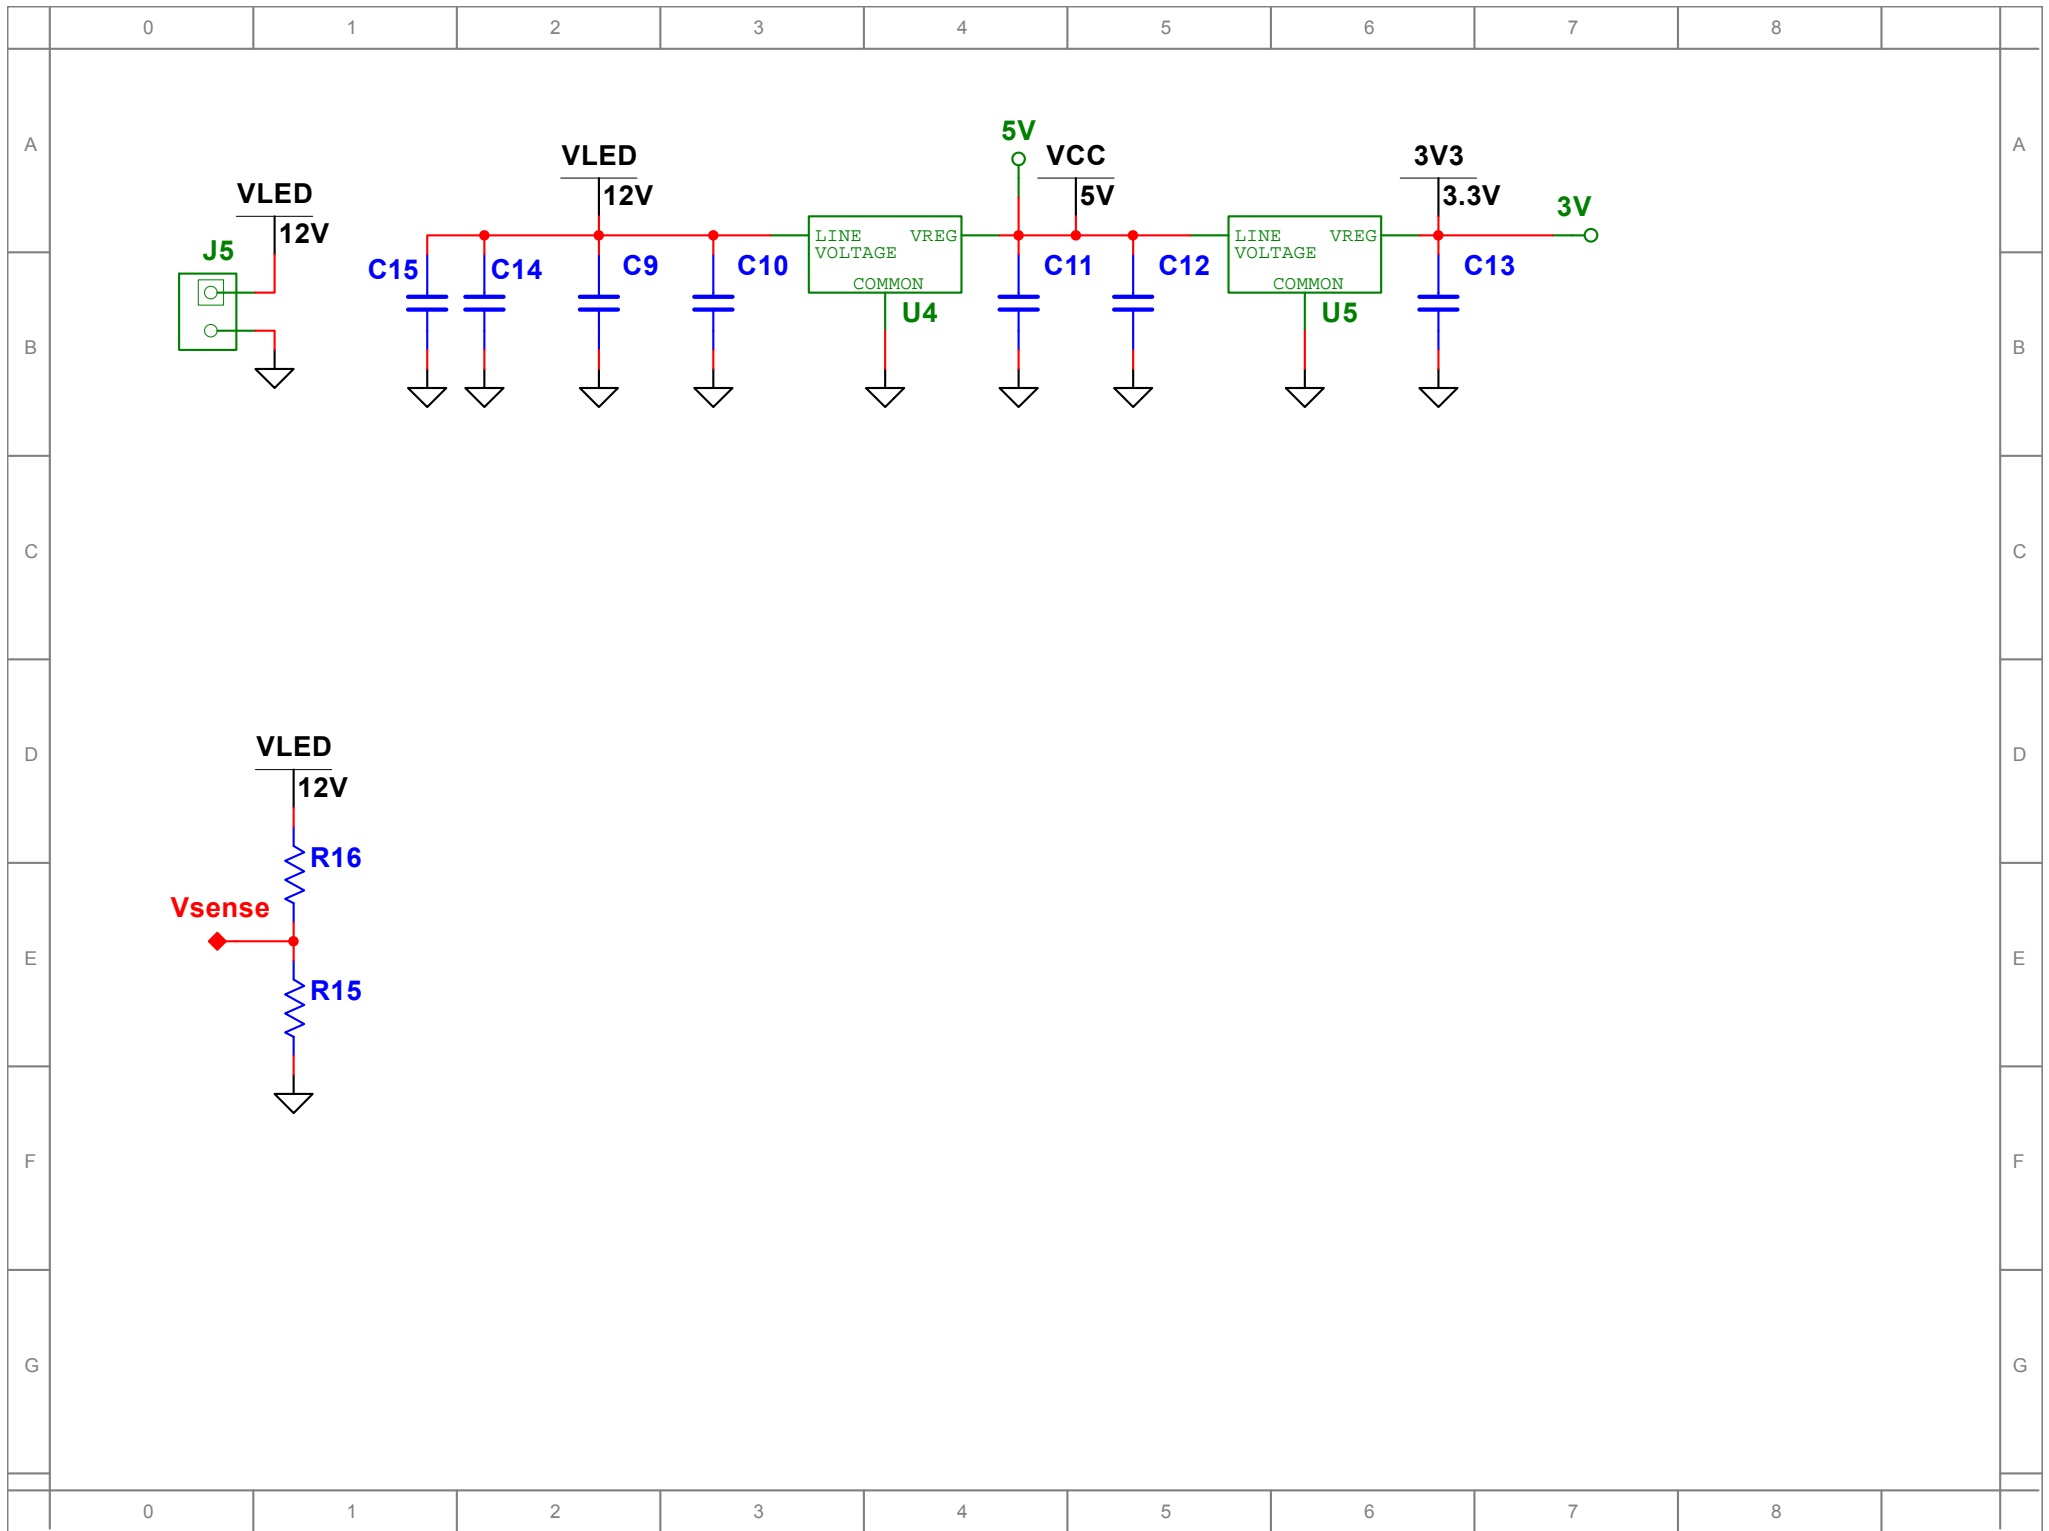 0 1 2 3 4 5 6 7 8
A A
5V
VLED VCC 3V3
12V 5V 3.3V
VLED 3V
12V
J5
LINE VREG LINE VREG
VOLTAGE VOLTAGE
C15 C14 C9 C10 C11 C12 C13
COMMON COMMON
U4 U5
B B
C C
VLED
D D
12V
R16
Vsense
E E
R15
F F
G G
0 1 2 3 4 5 6 7 8